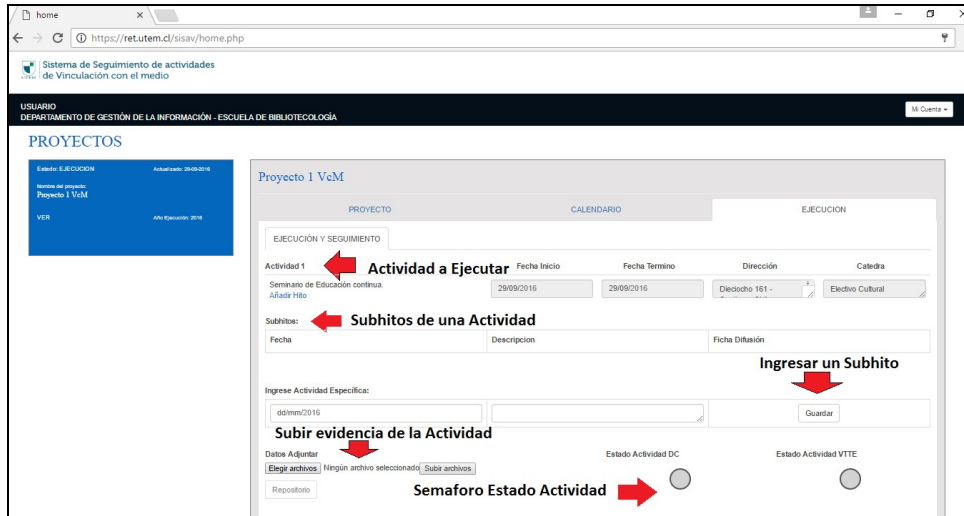 home
https://ret.utem.cl/sisav/home.php
Sistema de Seguimiento de actividades
de Vinculación con el medio
USUARIO
DEPARTAMENTO DE GESTIÓN DE LA INFORMACIÓN - ESCUELA DE BIBLIOTECOLOGÍA
Mi Cuenta
PROYECTOS
Estado: EJECUCION Actualizado: 29-09-2016
Nombre del proyecto:
Proyecto 1 VcM
VER Año Ejecución: 2016
Proyecto 1 VcM
PROYECTO CALENDARIO EJECUCION
EJECUCIÓN Y SEGUIMIENTO
Actividad 1 Actividad a Ejecutar Fecha Inicio Fecha Termino Dirección Catedra
Seminario de Educación continua. 29/09/2016 29/09/2016 Dieciocho 161 - Electivo Cultural
Añadir Hito
Subhitos: Subhitos de una Actividad
Fecha Descripcion Ficha Difusión
Ingresar un Subhito
Ingrese Actividad Específica:
dd/mm/2016 Guardar
Subir evidencia de la Actividad
Datos Adjuntar Estado Actividad DC Estado Actividad VTTE
Elegir archivos Ningún archivo seleccionado Subir archivos
Repositorio Semaforo Estado Actividad